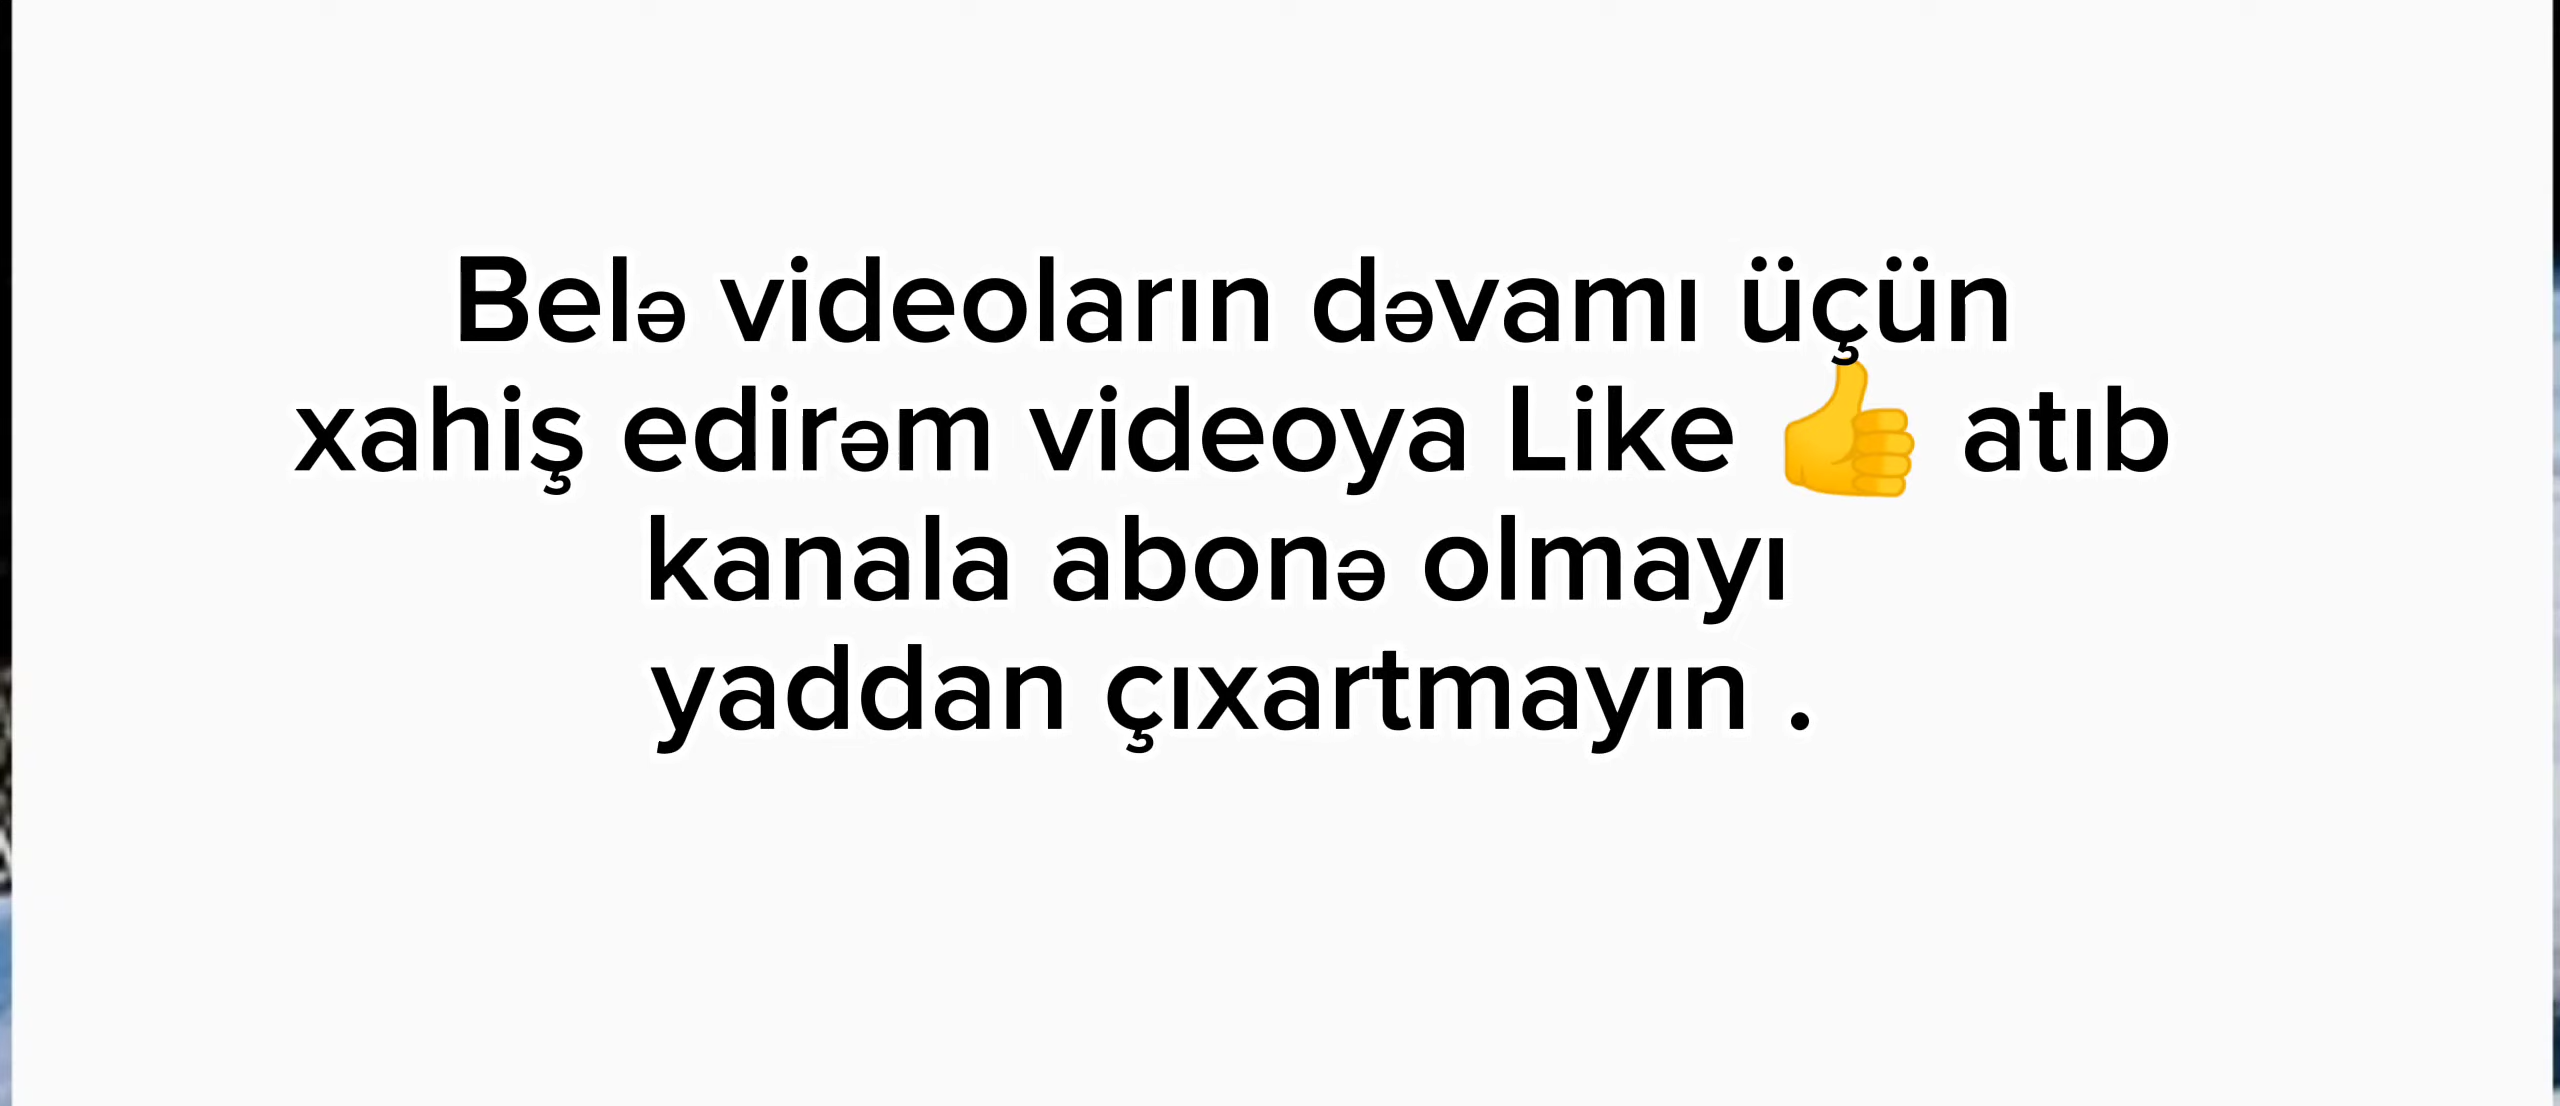 Belə videoların dəvamı üçün
xahiş edirəm videoya Like 👍 atıb
kanala abonə olmayı
yaddan çıxartmayın .